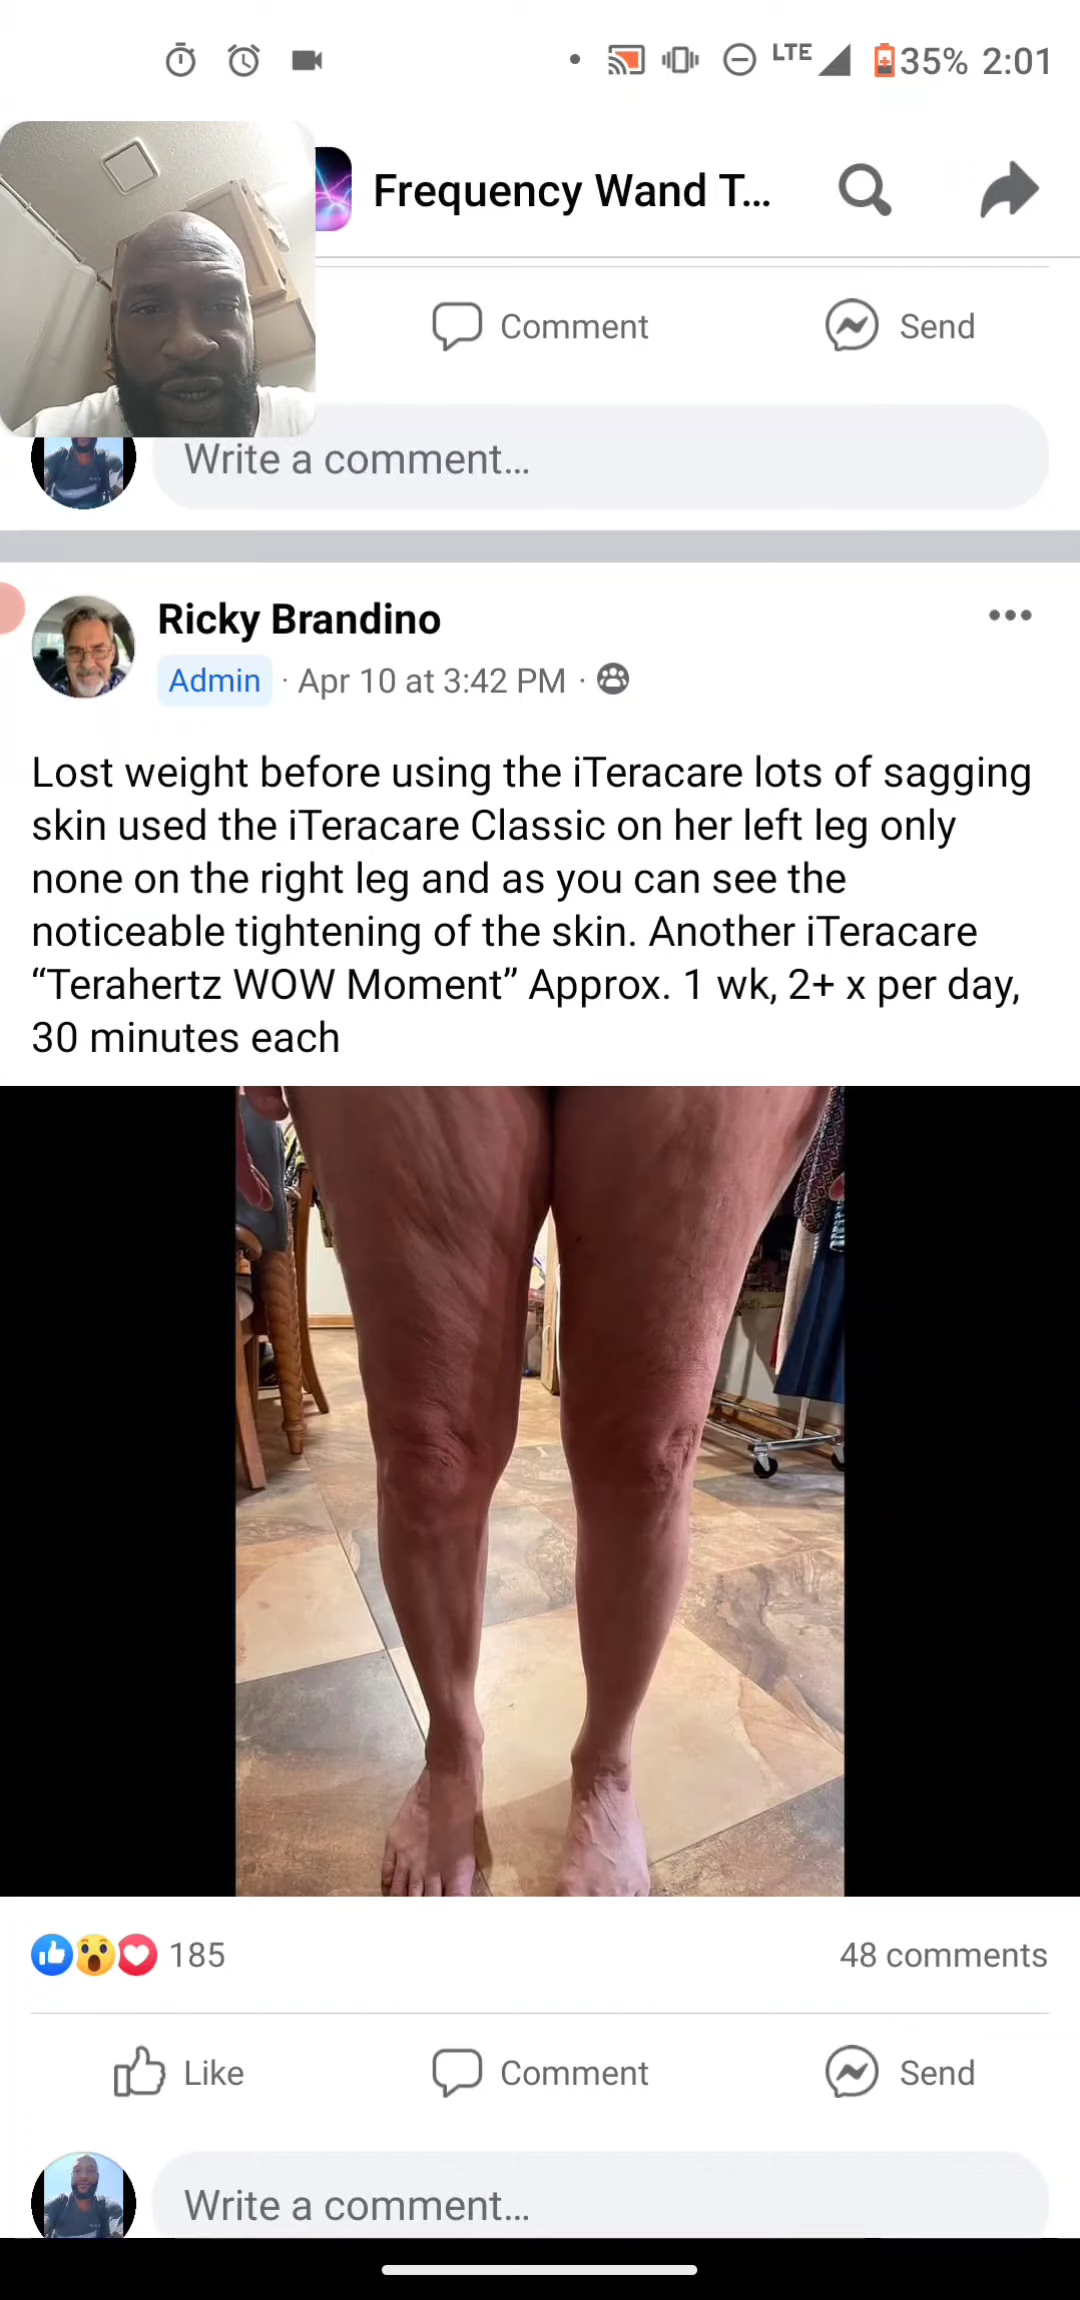 LTE 35% 2:01
Frequency Wand T...
Comment
Send
Write a comment...
Ricky Brandino
Admin · Apr 10 at 3:42 PM ·
Lost weight before using the iTeracare lots of sagging
skin used the iTeracare Classic on her left leg only
none on the right leg and as you can see the
noticeable tightening of the skin. Another iTeracare
“Terahertz WOW Moment” Approx. 1 wk, 2+ x per day,
30 minutes each
185
48 comments
Like
Comment
Send
Write a comment...